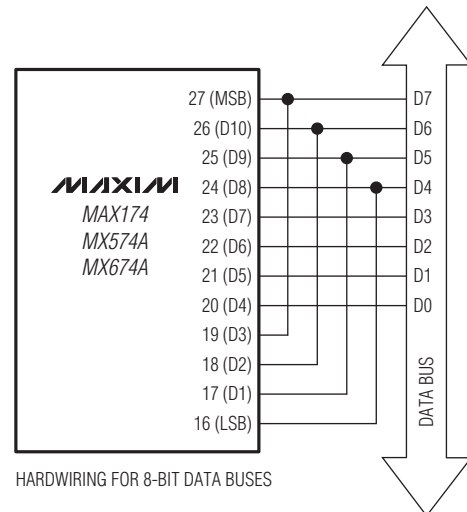 27 (MSB) D7
26 (D10) D6
25 (D9) D5
MAXIM 24 (D8) D4
MAX174 23 (D7) D3
MX574A 22 (D6) D2
MX674A 21 (D5) D1
20 (D4) D0
19 (D3)
18 (D2)
17 (D1)
16 (LSB)
DATA BUS
HARDWIRING FOR 8-BIT DATA BUSES